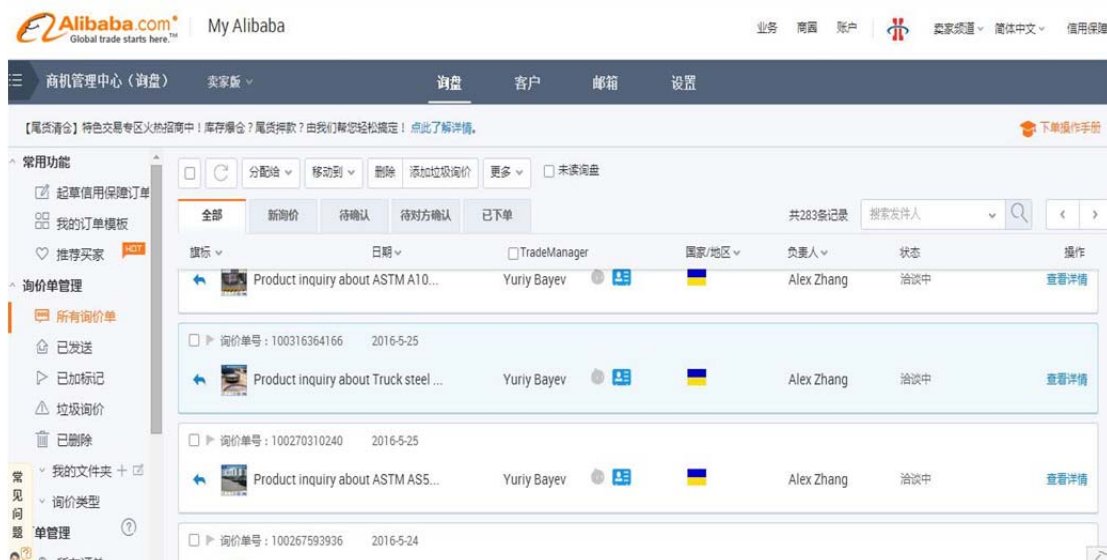 Alibaba.com® My Alibaba 业务 商圈 账户 卖家频道 简体中文 信用保障
Global trade starts here.™
商机管理中心（询盘） 卖家版 询盘 客户 邮箱 设置
【尾货清仓】特色交易专区火热招商中！库存爆仓？尾货押款？由我们帮您轻松搞定！点此了解详情。 下单操作手册
常用功能
起草信用保障订单
我的订单模板
推荐买家 HOT
询价单管理
所有询价单
已发送
已加标记
垃圾询价
已删除
我的文件夹
询价类型
单管理
常见问题
分配给 移动到 删除 添加垃圾询价 更多 未读询盘
全部 新询价 待确认 待对方确认 已下单 共283条记录 搜索发件人
旗标 日期 TradeManager 国家/地区 负责人 状态 操作
Product inquiry about ASTM A10... Yuriy Bayev Alex Zhang 洽谈中 查看详情
询价单号：100316364166 2016-5-25
Product inquiry about Truck steel ... Yuriy Bayev Alex Zhang 洽谈中 查看详情
询价单号：100270310240 2016-5-25
Product inquiry about ASTM AS5... Yuriy Bayev Alex Zhang 洽谈中 查看详情
询价单号：100267593936 2016-5-24